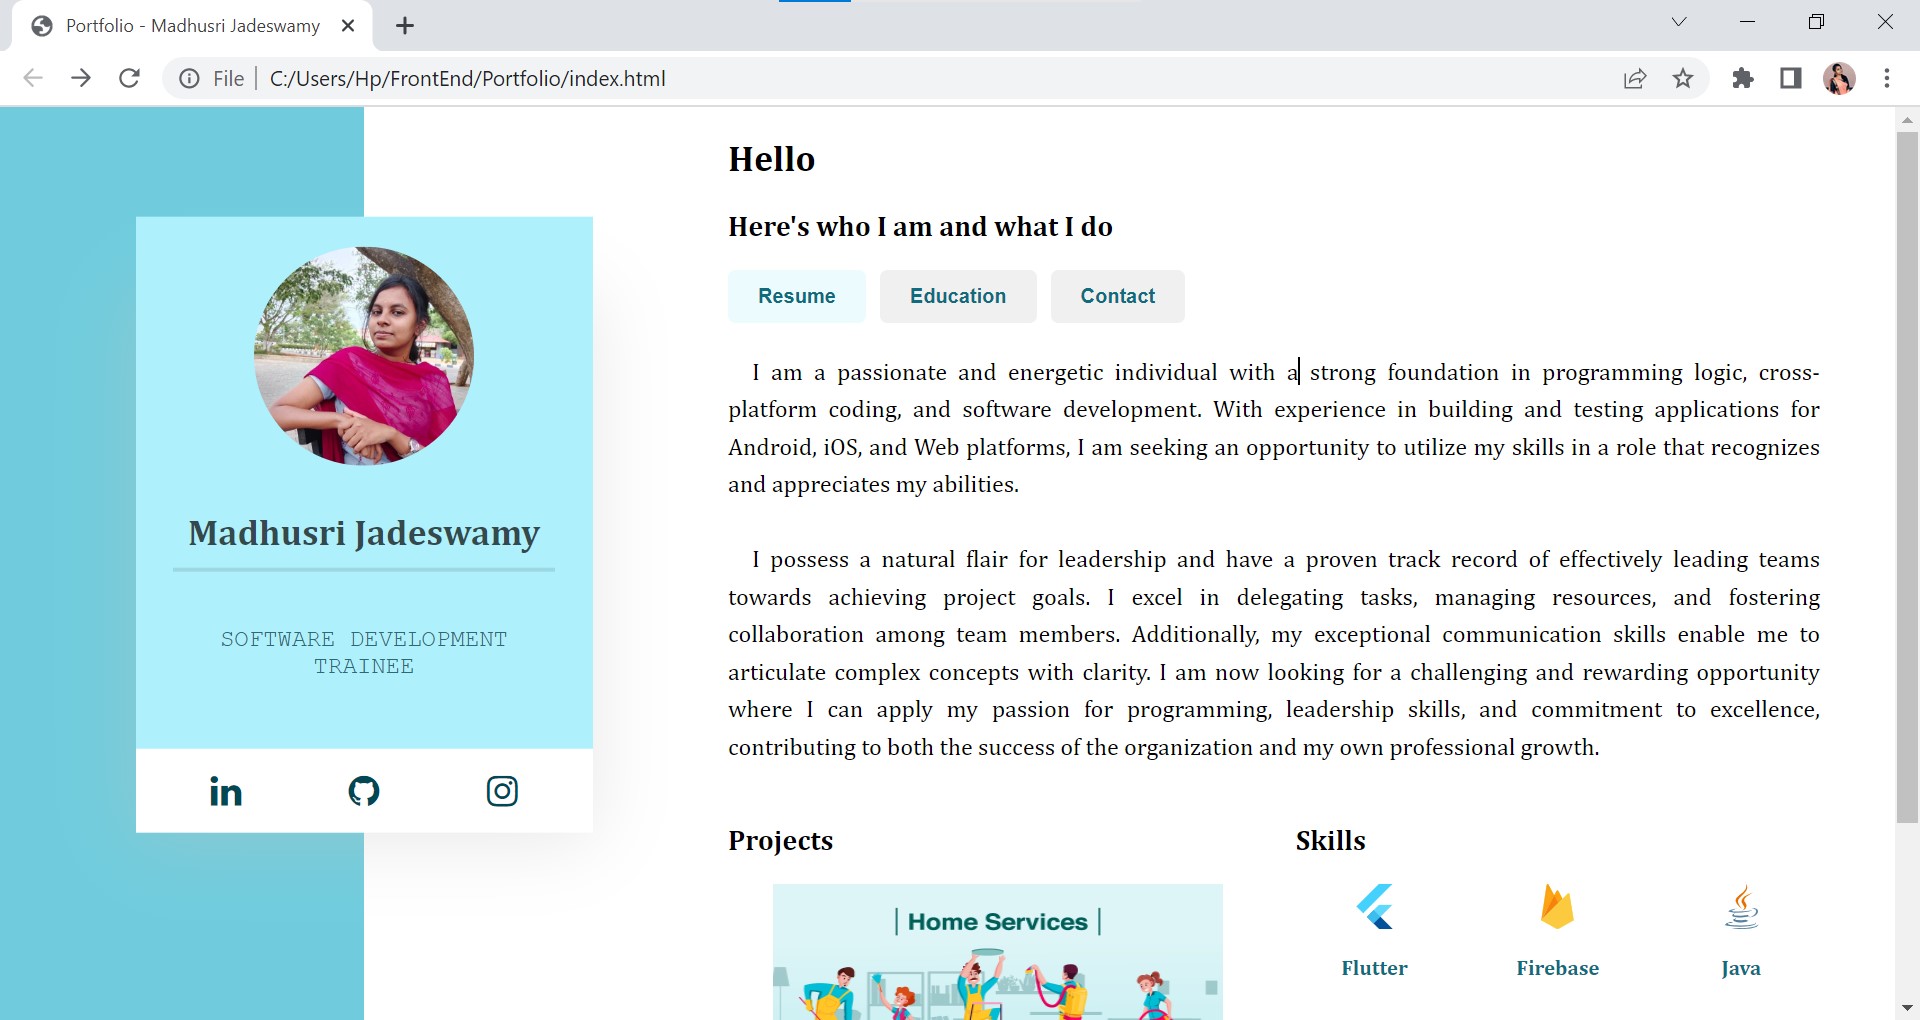 Portfolio - Madhusri Jadeswamy
File C:/Users/Hp/FrontEnd/Portfolio/index.html
Madhusri Jadeswamy
SOFTWARE DEVELOPMENT
TRAINEE
in
Hello
Here's who I am and what I do
Resume Education Contact
I am a passionate and energetic individual with a strong foundation in programming logic, cross-
platform coding, and software development. With experience in building and testing applications for
Android, iOS, and Web platforms, I am seeking an opportunity to utilize my skills in a role that recognizes
and appreciates my abilities.
I possess a natural flair for leadership and have a proven track record of effectively leading teams
towards achieving project goals. I excel in delegating tasks, managing resources, and fostering
collaboration among team members. Additionally, my exceptional communication skills enable me to
articulate complex concepts with clarity. I am now looking for a challenging and rewarding opportunity
where I can apply my passion for programming, leadership skills, and commitment to excellence,
contributing to both the success of the organization and my own professional growth.
Projects
| Home Services |
Skills
Flutter Firebase Java